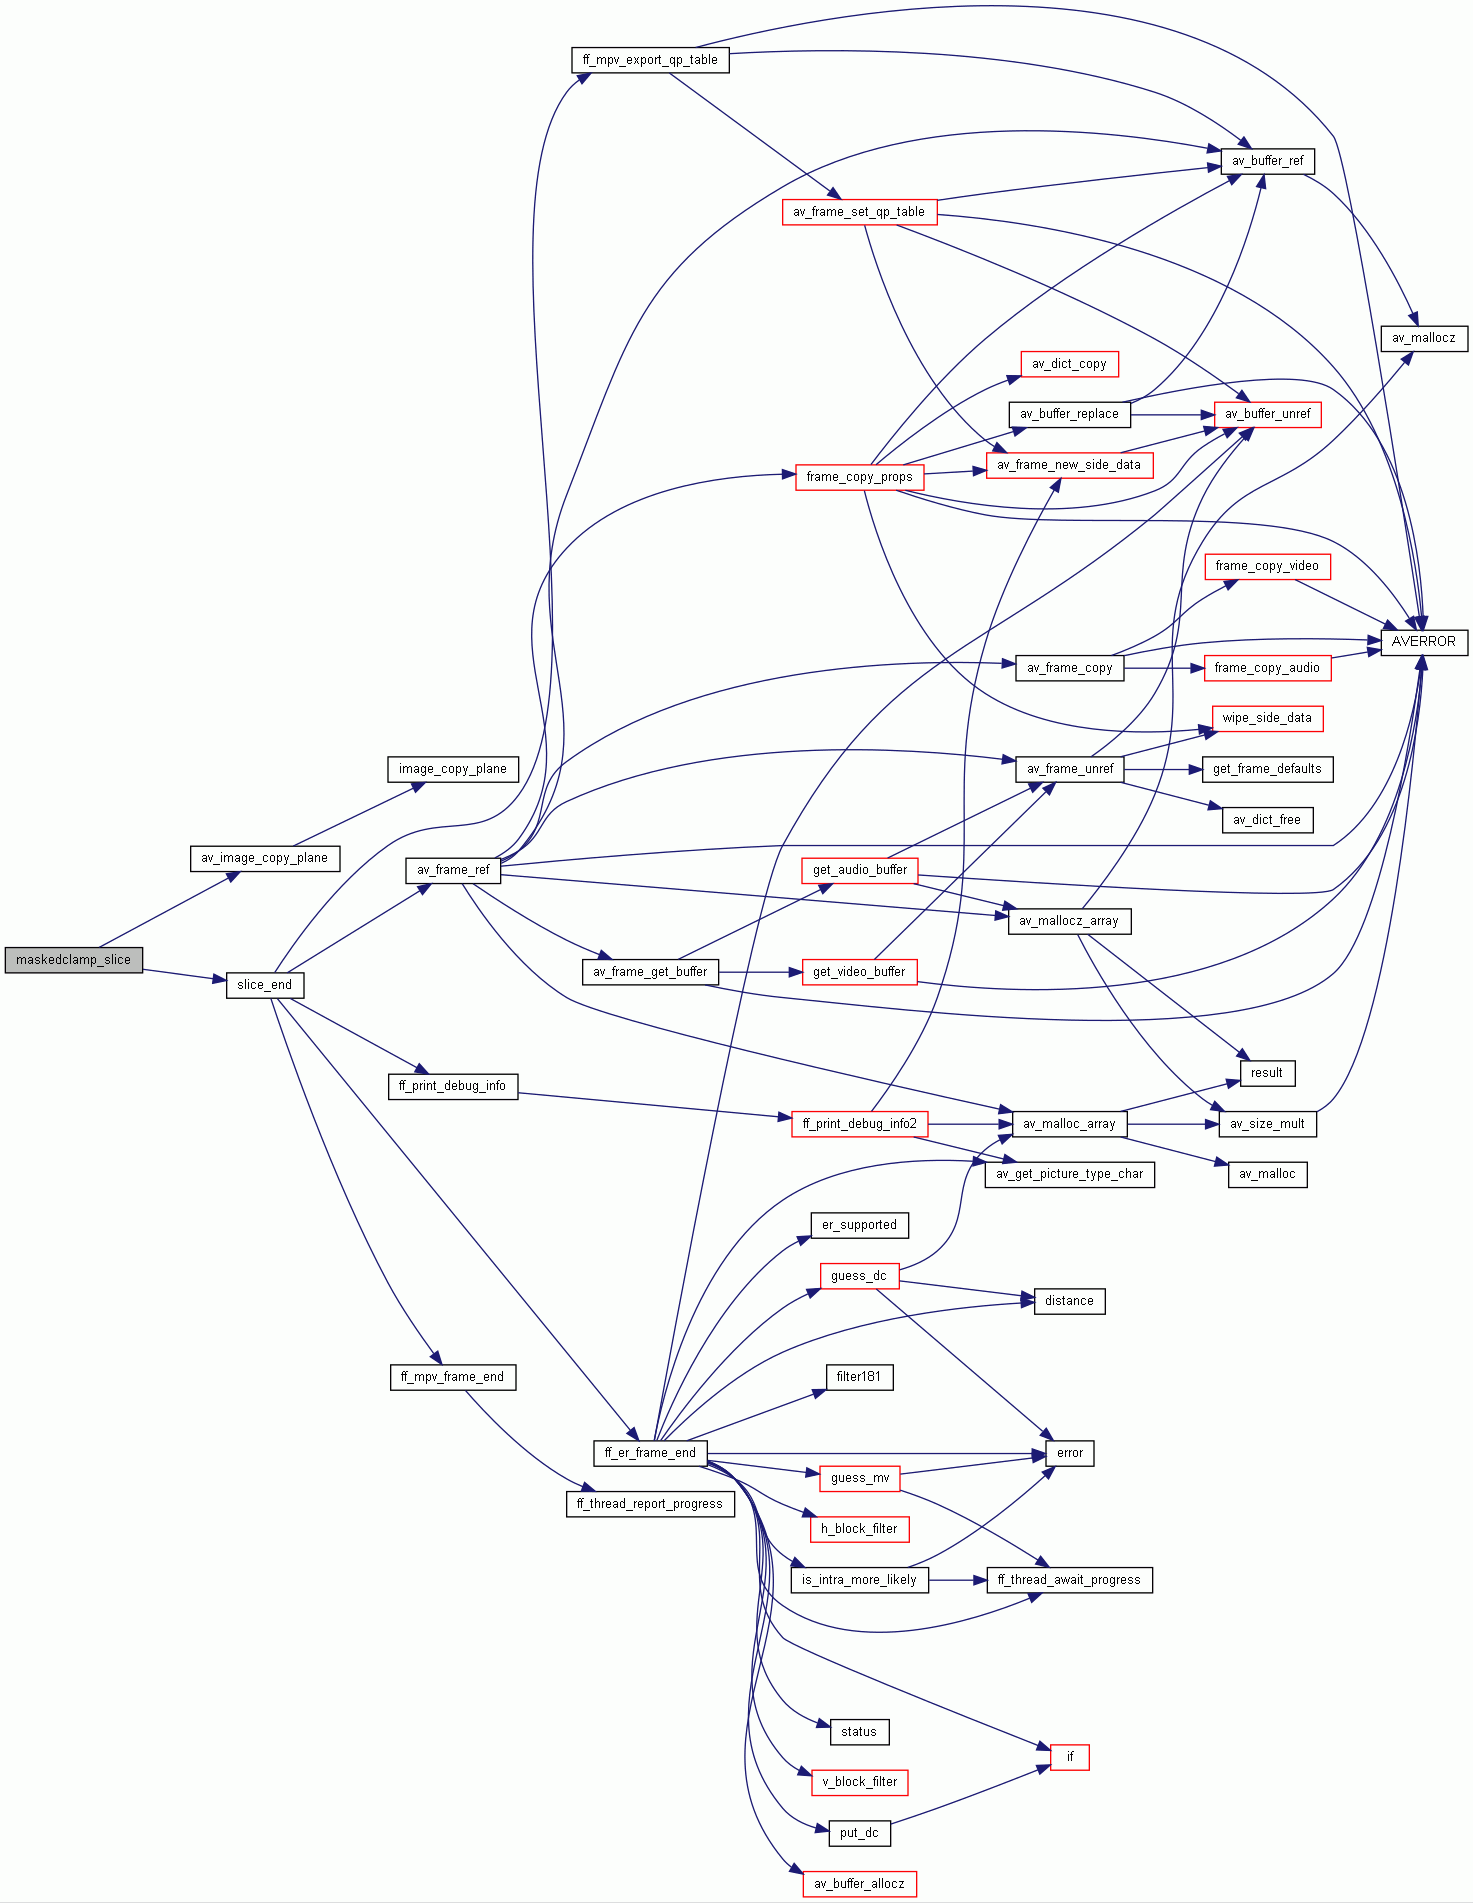 ff_mpv_export_qp_table
av_buffer_ref
av_frame_set_qp_table
av_mallocz
av_dict_copy
av_buffer_replace
av_buffer_unref
av_frame_new_side_data
frame_copy_props
frame_copy_video
AVERROR
av_frame_copy
frame_copy_audio
wipe_side_data
image_copy_plane
av_frame_unref
get_frame_defaults
av_dict_free
av_image_copy_plane
av_frame_ref
get_audio_buffer
av_mallocz_array
maskedclamp_slice
av_frame_get_buffer
get_video_buffer
slice_end
result
ff_print_debug_info
ff_print_debug_info2
av_malloc_array
av_size_mult
av_get_picture_type_char
av_malloc
er_supported
guess_dc
distance
ff_mpv_frame_end
filter181
ff_er_frame_end
error
guess_mv
ff_thread_report_progress
h_block_filter
is_intra_more_likely
ff_thread_await_progress
status
if
v_block_filter
put_dc
av_buffer_allocz